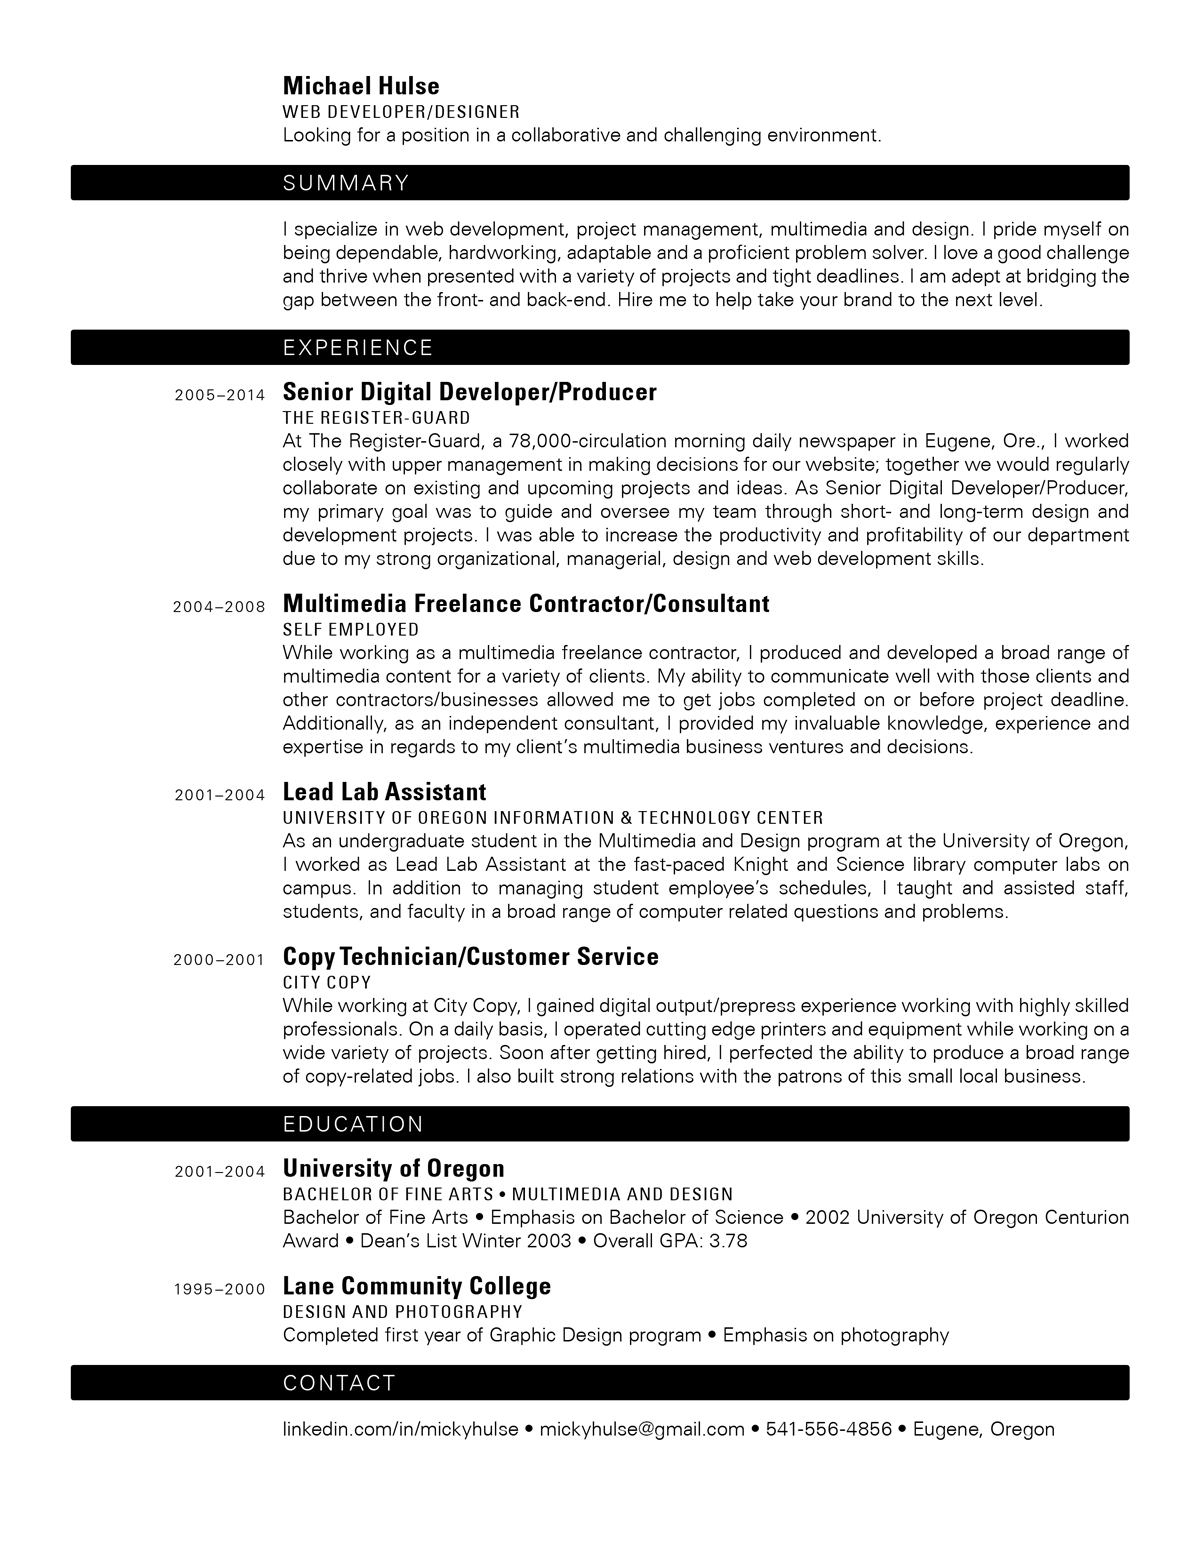 Michael Hulse
WEB DEVELOPER/DESIGNER
Looking for a position in a collaborative and challenging environment.
SUMMARY
I specialize in web development, project management, multimedia and design. I pride myself on
being dependable, hardworking, adaptable and a proficient problem solver. I love a good challenge
and thrive when presented with a variety of projects and tight deadlines. I am adept at bridging the
gap between the front- and back-end. Hire me to help take your brand to the next level.
EXPERIENCE
2005–2014 Senior Digital Developer/Producer
THE REGISTER-GUARD
At The Register-Guard, a 78,000-circulation morning daily newspaper in Eugene, Ore., I worked
closely with upper management in making decisions for our website; together we would regularly
collaborate on existing and upcoming projects and ideas. As Senior Digital Developer/Producer,
my primary goal was to guide and oversee my team through short- and long-term design and
development projects. I was able to increase the productivity and profitability of our department
due to my strong organizational, managerial, design and web development skills.
2004–2008 Multimedia Freelance Contractor/Consultant
SELF EMPLOYED
While working as a multimedia freelance contractor, I produced and developed a broad range of
multimedia content for a variety of clients. My ability to communicate well with those clients and
other contractors/businesses allowed me to get jobs completed on or before project deadline.
Additionally, as an independent consultant, I provided my invaluable knowledge, experience and
expertise in regards to my client’s multimedia business ventures and decisions.
2001–2004 Lead Lab Assistant
UNIVERSITY OF OREGON INFORMATION & TECHNOLOGY CENTER
As an undergraduate student in the Multimedia and Design program at the University of Oregon,
I worked as Lead Lab Assistant at the fast-paced Knight and Science library computer labs on
campus. In addition to managing student employee’s schedules, I taught and assisted staff,
students, and faculty in a broad range of computer related questions and problems.
2000–2001 Copy Technician/Customer Service
CITY COPY
While working at City Copy, I gained digital output/prepress experience working with highly skilled
professionals. On a daily basis, I operated cutting edge printers and equipment while working on a
wide variety of projects. Soon after getting hired, I perfected the ability to produce a broad range
of copy-related jobs. I also built strong relations with the patrons of this small local business.
EDUCATION
2001–2004 University of Oregon
BACHELOR OF FINE ARTS • MULTIMEDIA AND DESIGN
Bachelor of Fine Arts • Emphasis on Bachelor of Science • 2002 University of Oregon Centurion
Award • Dean’s List Winter 2003 • Overall GPA: 3.78
1995–2000 Lane Community College
DESIGN AND PHOTOGRAPHY
Completed first year of Graphic Design program • Emphasis on photography
CONTACT
linkedin.com/in/mickyhulse • mickyhulse@gmail.com • 541-556-4856 • Eugene, Oregon